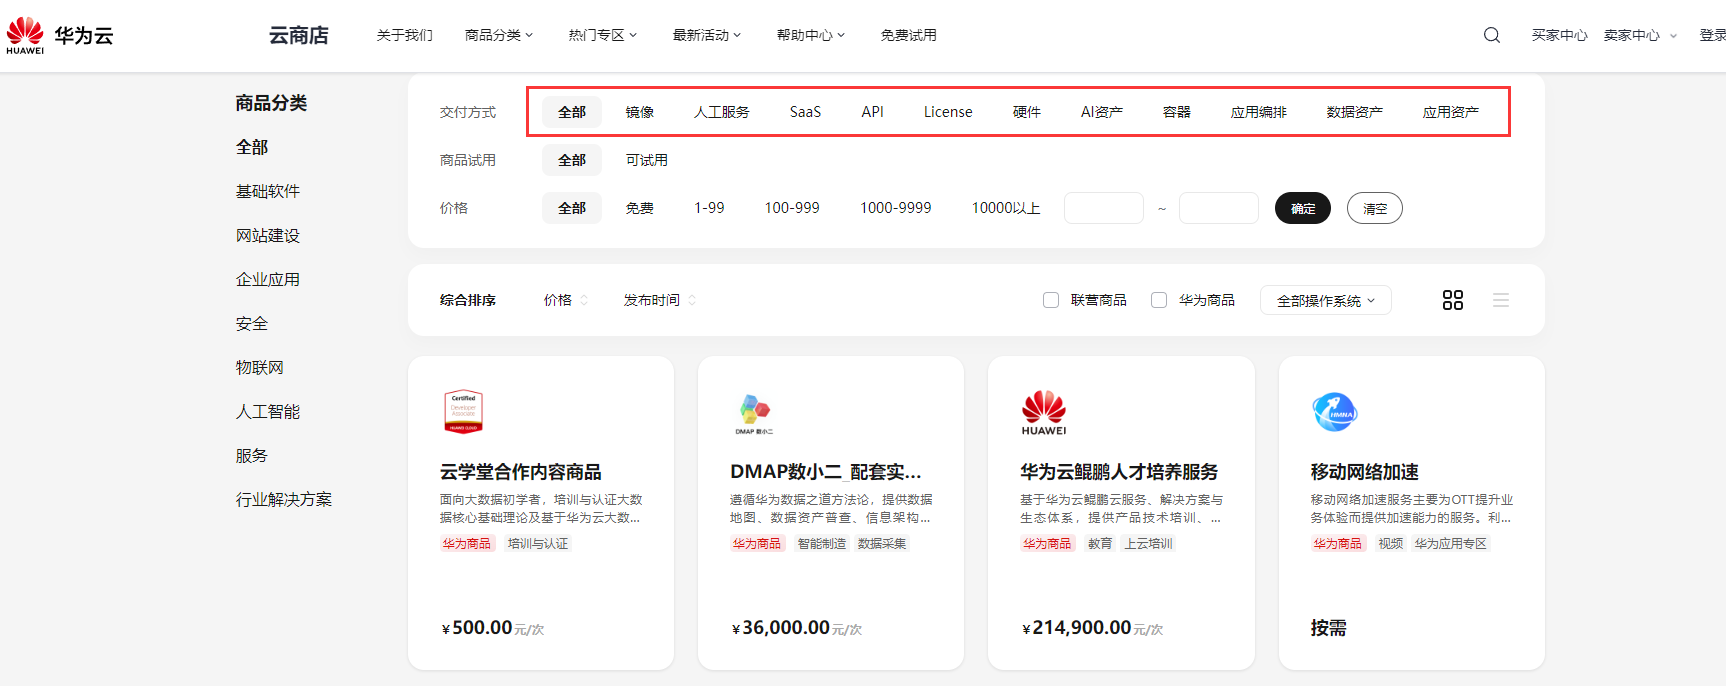 HUAWEI 华为云 云商店 关于我们 商品分类 热门专区 最新活动 帮助中心 免费试用 买家中心 卖家中心 登录
商品分类
全部
基础软件
网站建设
企业应用
安全
物联网
人工智能
服务
行业解决方案
交付方式 全部 镜像 人工服务 SaaS API License 硬件 AI资产 容器 应用编排 数据资产 应用资产
商品试用 全部 可试用
价格 全部 免费 1-99 100-999 1000-9999 10000以上 ~ 确定 清空
综合排序 价格 发布时间 联营商品 华为商品 全部操作系统
Certified
Developer
Associate
HUAWEI CLOUD
云学堂合作内容商品
面向大数据初学者，培训与认证大数
据核心基础理论及基于华为云大数...
华为商品 培训与认证
¥500.00元/次
DMAP 数小二
DMAP数小二_配套实...
遵循华为数据之道方法论，提供数据
地图、数据资产普查、信息架构...
华为商品 智能制造 数据采集
¥36,000.00元/次
HUAWEI
华为云鲲鹏人才培养服务
基于华为云鲲鹏云服务、解决方案与
生态体系，提供产品技术培训、...
华为商品 教育 上云培训
¥214,900.00元/次
HMNA
移动网络加速
移动网络加速服务主要为OTT提升业
务体验而提供加速能力的服务。利...
华为商品 视频 华为应用专区
按需